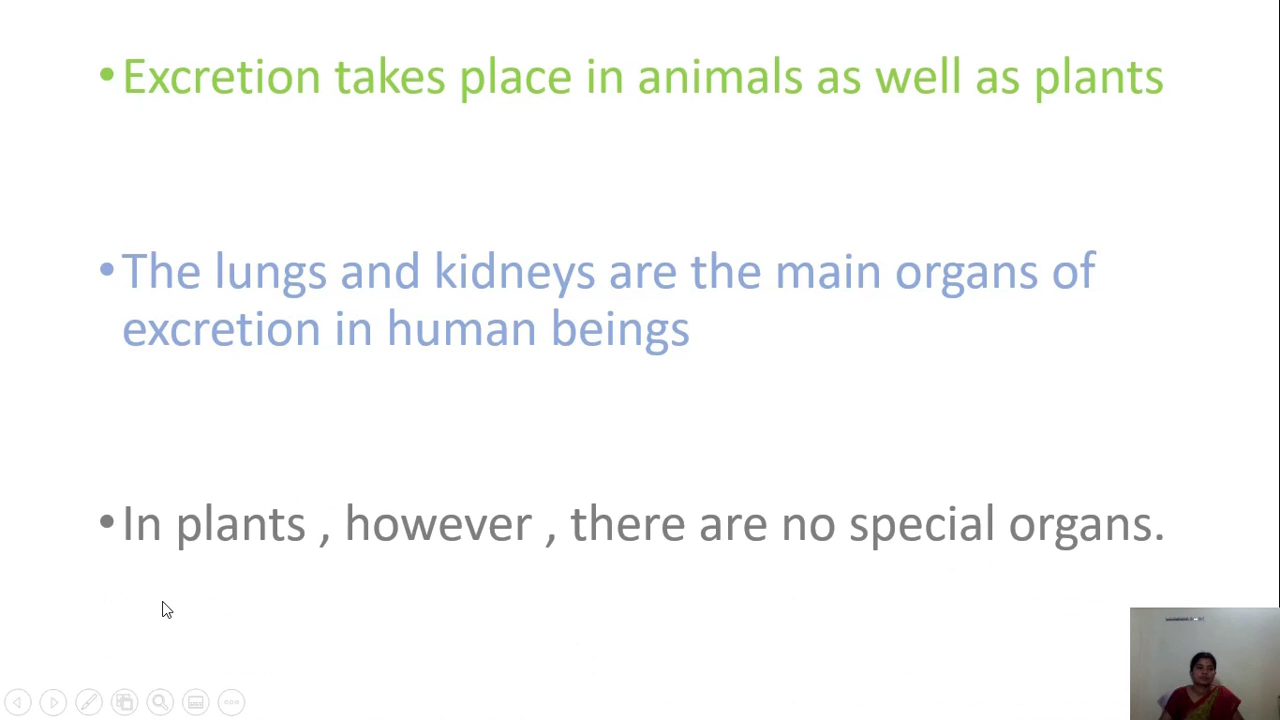 •Excretion takes place in animals as well as plants
•The lungs and kidneys are the main organs of
excretion in human beings
•In plants , however , there are no special organs.